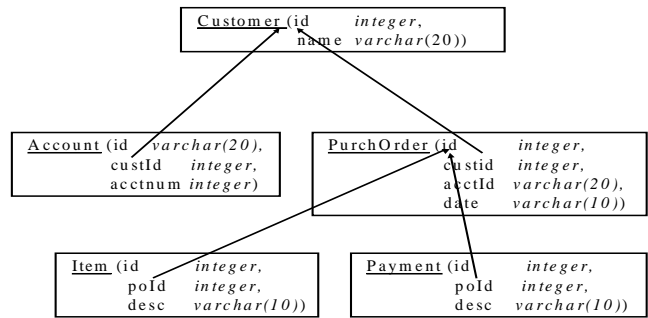 Customer (id integer,
name varchar(20))
Account (id varchar(20),
custId integer,
acctnum integer)
PurchOrder (id integer,
custid integer,
acctId varchar(20),
date varchar(10))
Item (id integer,
poId integer,
desc varchar(10))
Payment (id integer,
poId integer,
desc varchar(10))